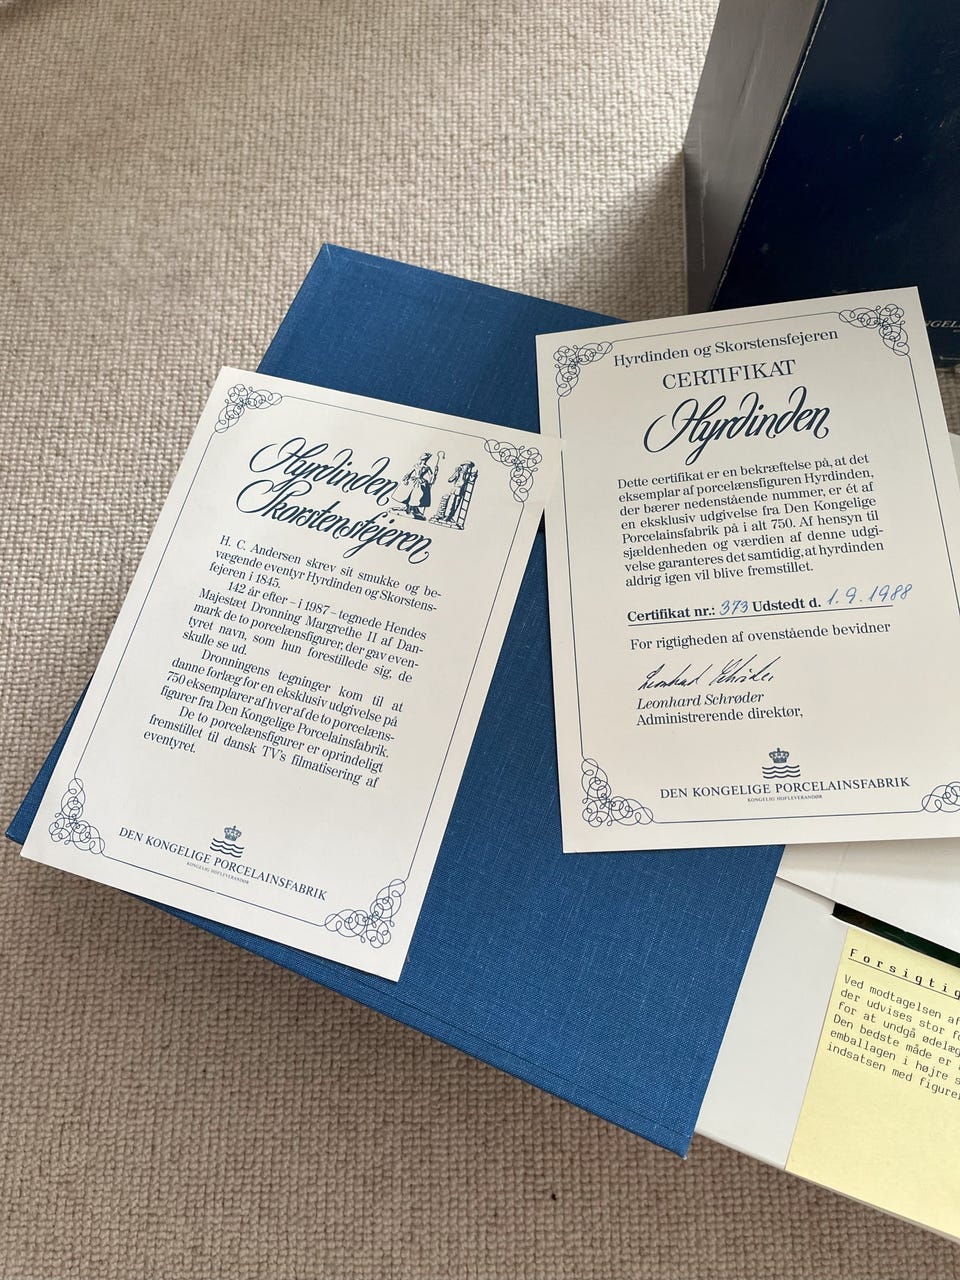 Hyrdinden
Skorstensfejeren
H. C. Andersen skrev sit smukke og be-
vægende eventyr Hyrdinden og Skorstens-
fejeren i 1845.
142 år efter – i 1987 – tegnede Hendes
Majestæt Dronning Margrethe II af Dan-
mark de to porcelænsfigurer, der gav even-
tyret navn, som hun forestillede sig, de
skulle se ud.
Dronningens tegninger kom til at
danne forlæg for en eksklusiv udgivelse på
750 eksemplarer af hver af de to porcelæns-
figurer fra Den Kongelige Porcelainsfabrik.
De to porcelænsfigurer er oprindeligt
fremstillet til dansk TV's filmatisering af
eventyret.
DEN KONGELIGE PORCELAINSFABRIK
KONGELIG HOFLEVERANDØR
Hyrdinden og Skorstensfejeren
CERTIFIKAT
Hyrdinden
Dette certifikat er en bekræftelse på, at det
eksemplar af porcelænsfiguren Hyrdinden,
der bærer nedenstående nummer, er ét af
en eksklusiv udgivelse fra Den Kongelige
Porcelainsfabrik på i alt 750. Af hensyn til
sjældenheden og værdien af denne udgi-
velse garanteres det samtidig, at hyrdinden
aldrig igen vil blive fremstillet.
Certifikat nr.: 373 Udstedt d. 1.9.1988
For rigtigheden af ovenstående bevidner
Leonhard Schrøder
Leonhard Schrøder
Administrerende direktør,
DEN KONGELIGE PORCELAINSFABRIK
KONGELIG HOFLEVERANDØR
Forsigtig
Ved modtagelsen af
der udvises stor
for at undgå
Den bedste måde er
emballagen i højre
indsatsen med